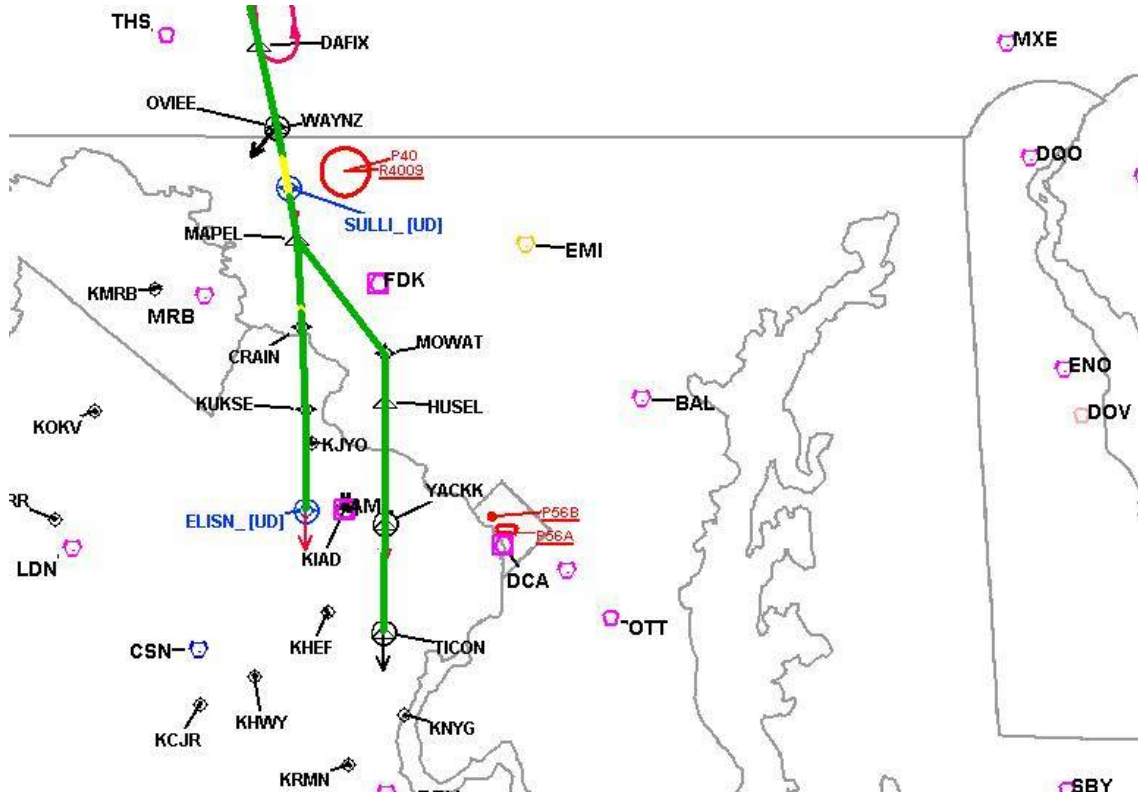 THS
DAFIX
MXE
OVIEE
WAYNZ
P40
R4009
DQO
SULLI_ [UD]
MAPEL
EMI
FDK
KMRB
MRB
MOWAT
CRAIN
ENO
KUKSE
HUSEL
BAL
DOV
KOKV
KJYO
YACKK
RR
ELISN_ [UD]
P56B
P56A
KIAD
LDN
DCA
OTT
CSN
KHEF
TICON
KHWY
KNYG
KCJR
KRMN
SBY